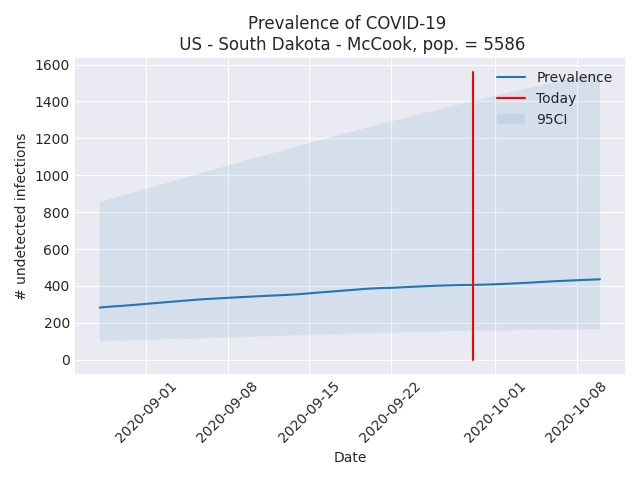 Prevalence of COVID-19
US - South Dakota - McCook, pop. = 5586
1600
1400
1200
1000
800
600
400
200
0
# undetected infections
Prevalence
Today
95CI
2020-09-01
2020-09-08
2020-09-15
2020-09-22
2020-10-01
2020-10-08
Date